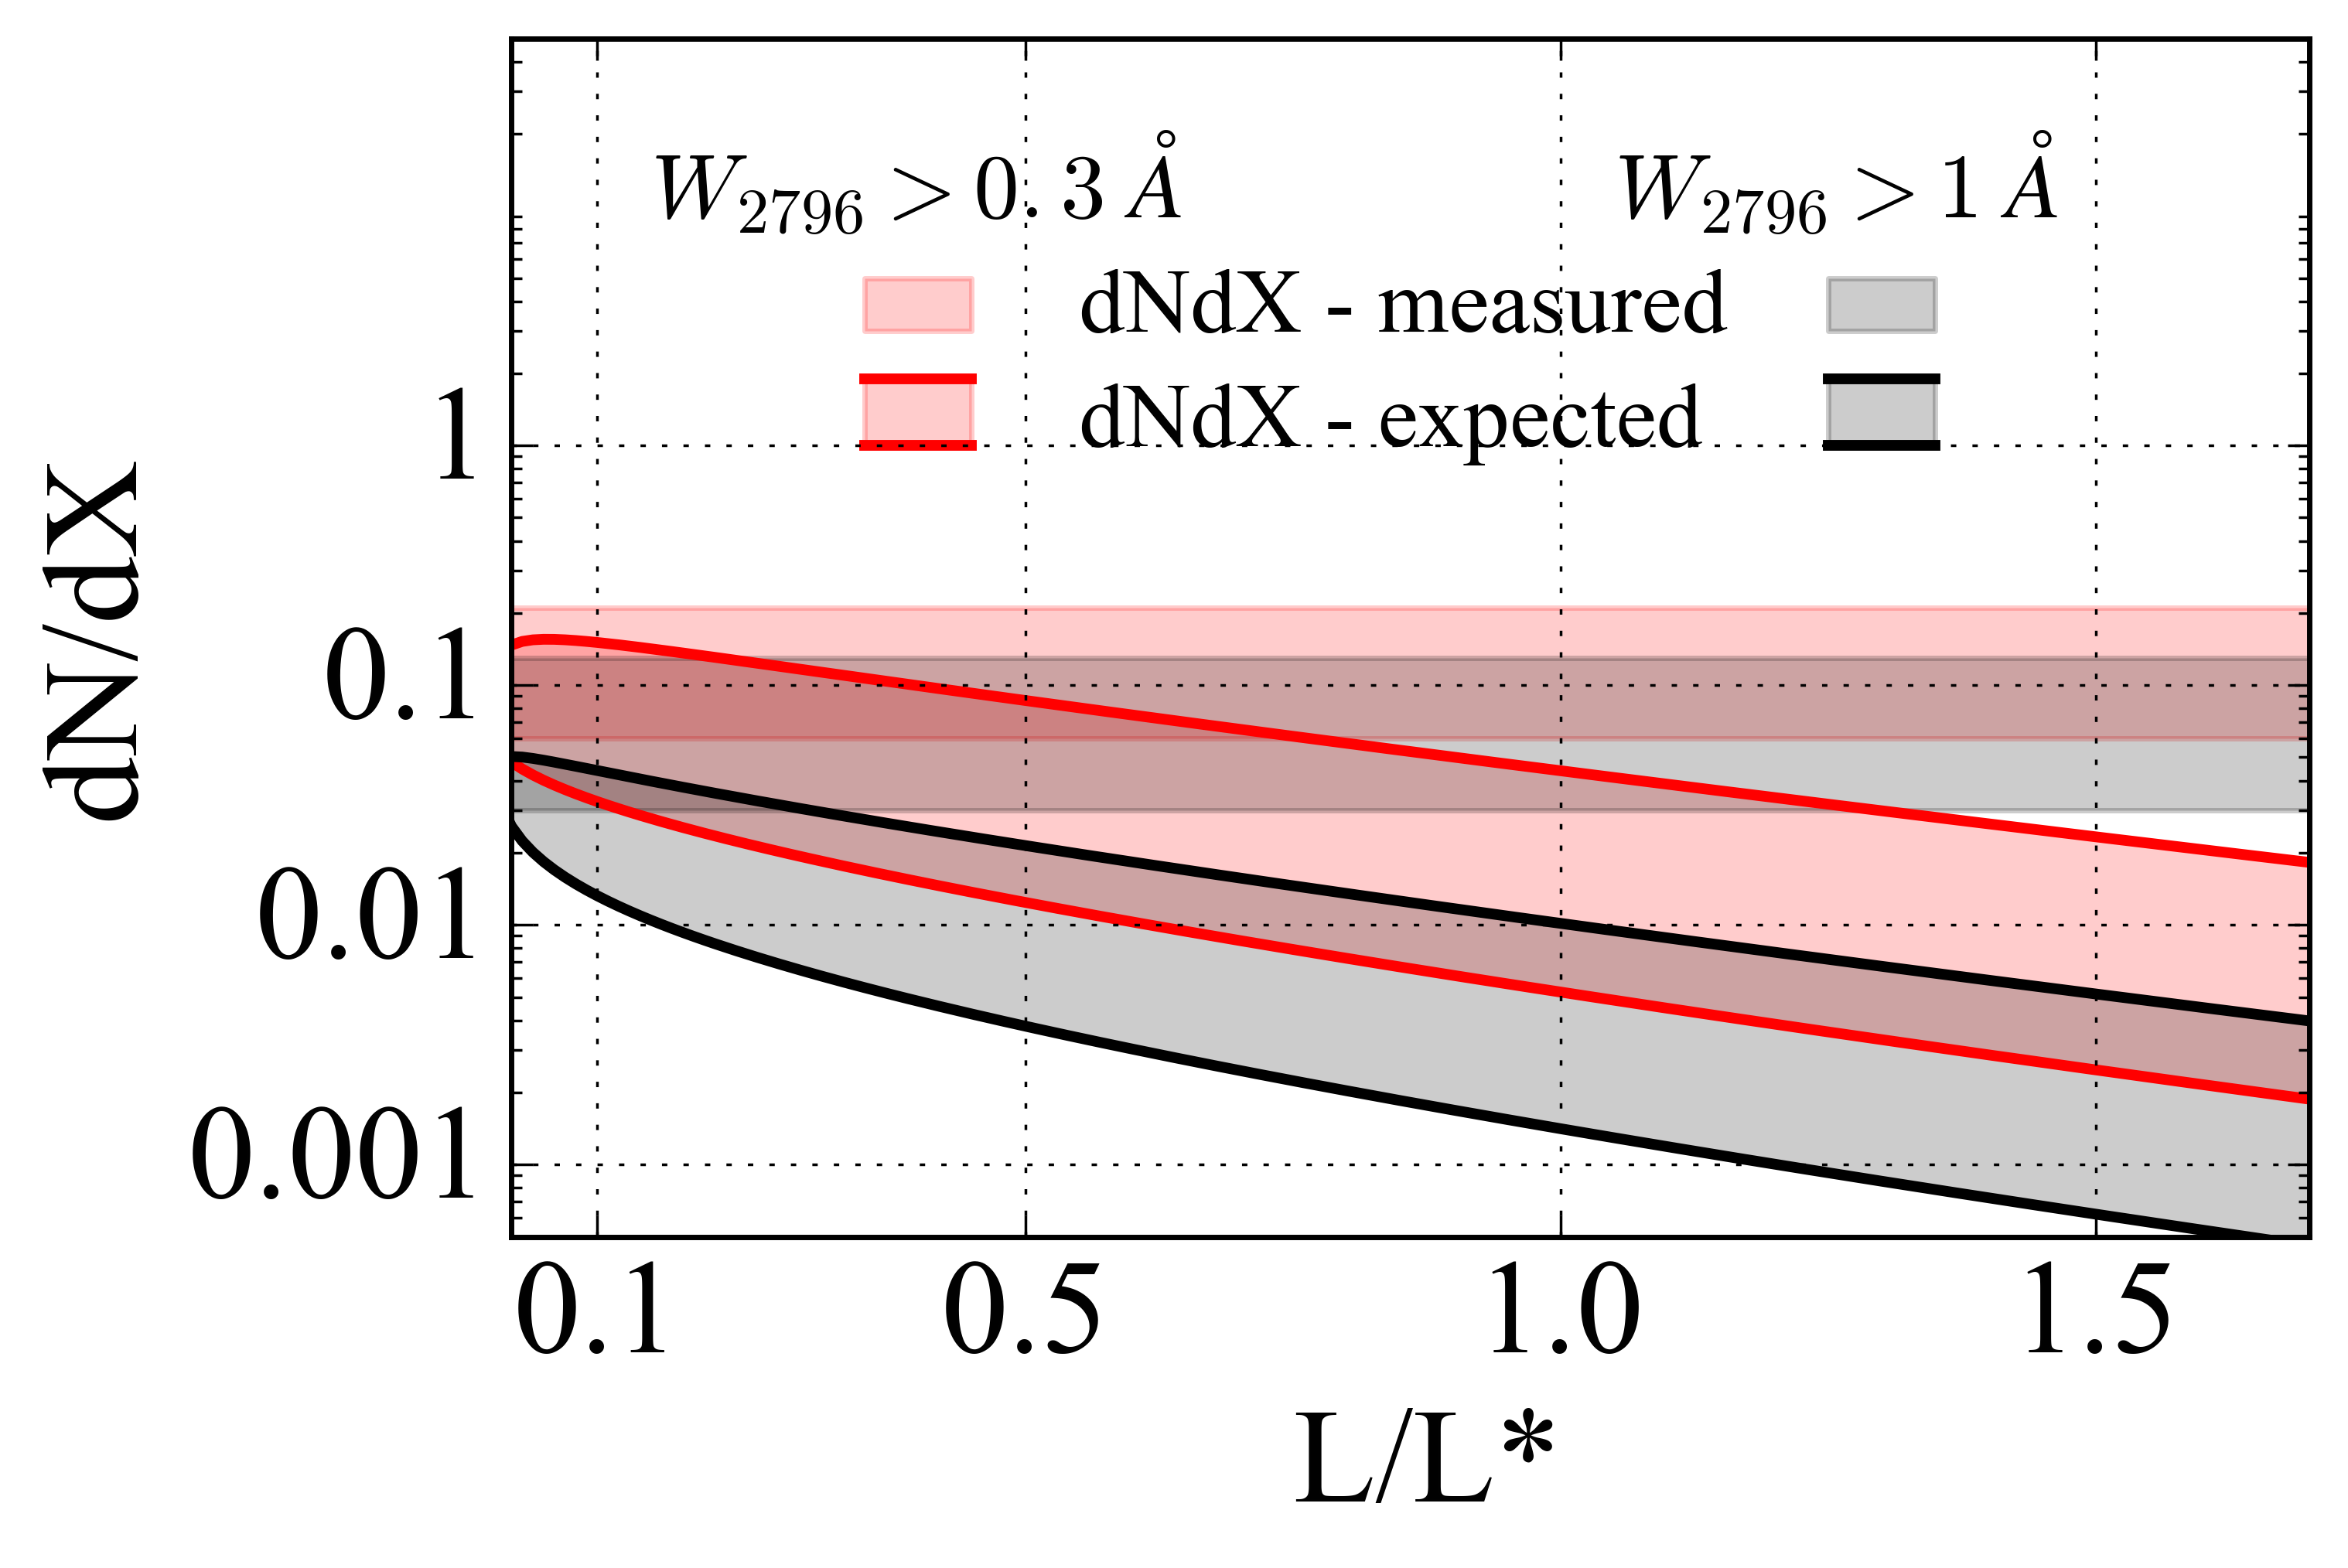 W2796 > 0.3 Å W2796 > 1 Å
dNdX - measured
dNdX - expected
dN/dX
1
0.1
0.01
0.001
0.1 0.5 1.0 1.5
L/L*